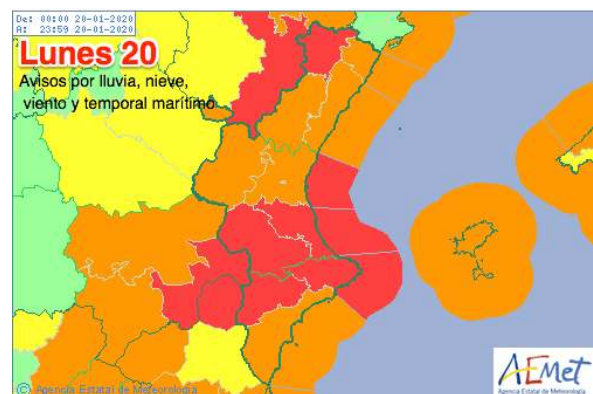 De: 00:00 20-01-2020
A: 23:59 20-01-2020
Lunes 20
Avisos por lluvia, nieve,
viento y temporal marítimo
© Agencia Estatal de Meteorología
AEMet
Agencia Estatal de Meteorología